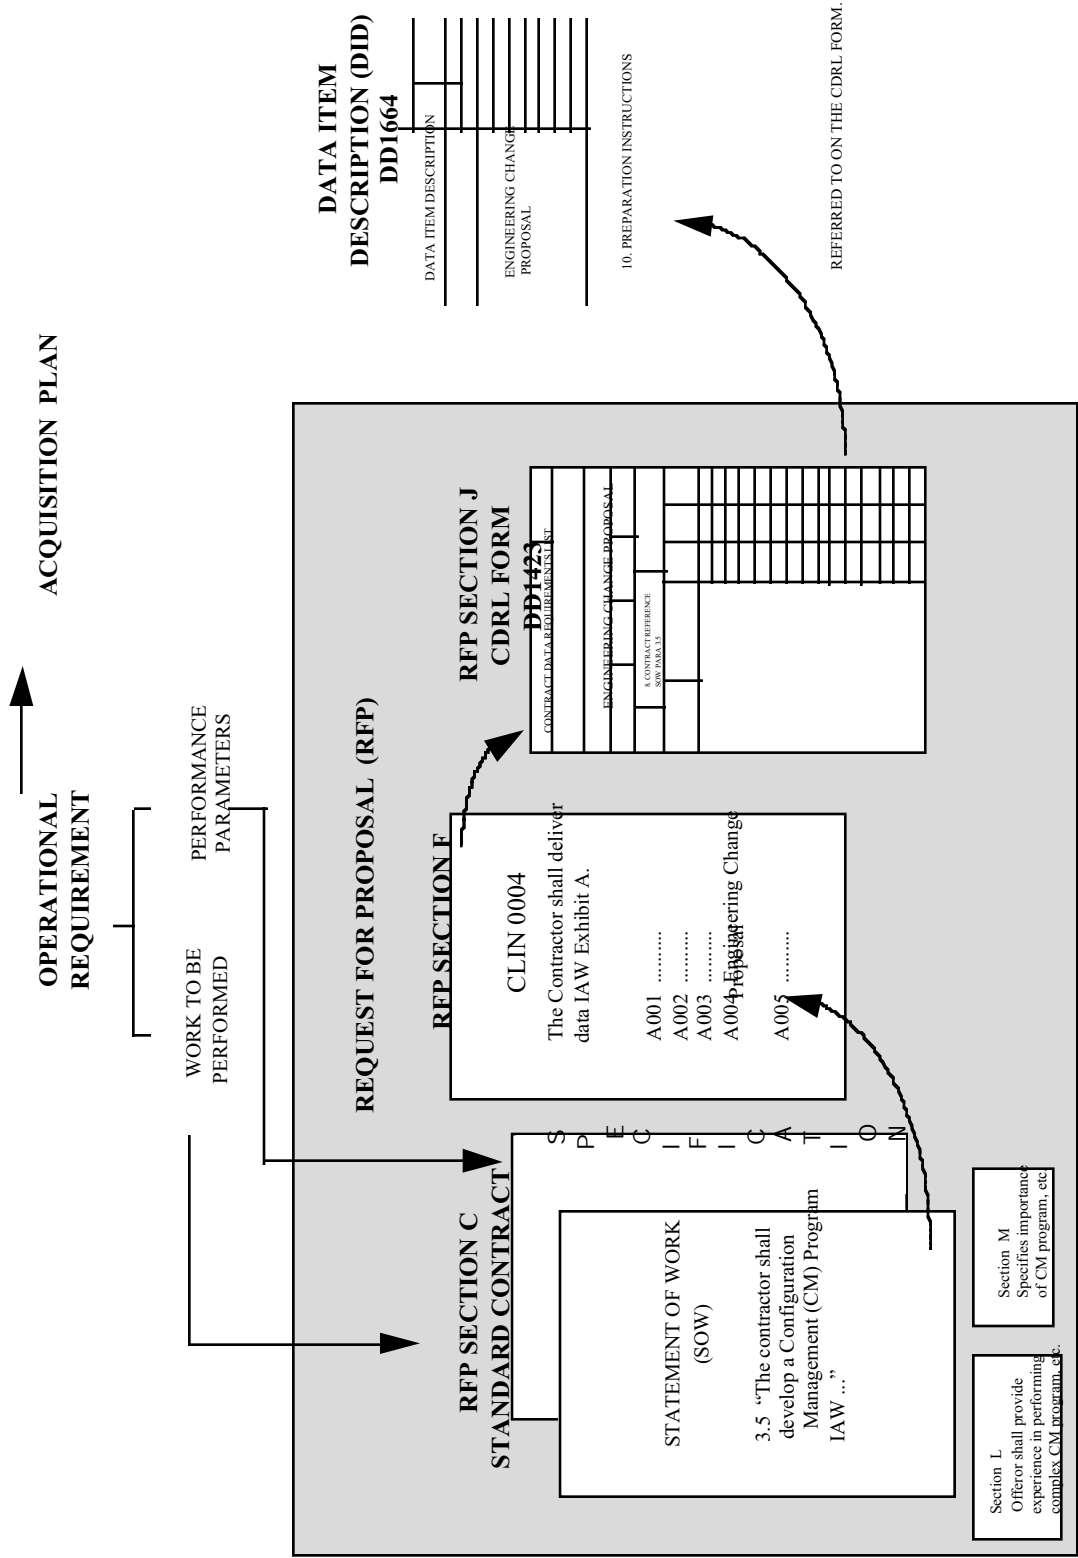 OPERATIONAL
REQUIREMENT
ACQUISITION PLAN
WORK TO BE
PERFORMED
PERFORMANCE
PARAMETERS
REQUEST FOR PROPOSAL (RFP)
RFP SECTION C
STANDARD CONTRACT
S
P
E
C
I
F
I
C
A
T
I
O
N
STATEMENT OF WORK
(SOW)
3.5 “The contractor shall
develop a Configuration
Management (CM) Program
IAW ...”
Section L
Offeror shall provide
experience in performing
complex CM program, etc.
Section M
Specifies importance
of CM program, etc.
RFP SECTION F
CLIN 0004
The Contractor shall deliver
data IAW Exhibit A.
A001 ...........
A002 .........
A003 .........
A004 Engineering Change
Proposal
A005 ...........
RFP SECTION J
CDRL FORM
DD1423
CONTRACT DATA REQUIREMENTS LIST
ENGINEERING CHANGE PROPOSAL
8. CONTRACT REFERENCE
SOW PARA 3.5
DATA ITEM
DESCRIPTION (DID)
DD1664
DATA ITEM DESCRIPTION
ENGINEERING CHANGE
PROPOSAL
10. PREPARATION INSTRUCTIONS
REFERRED TO ON THE CDRL FORM.